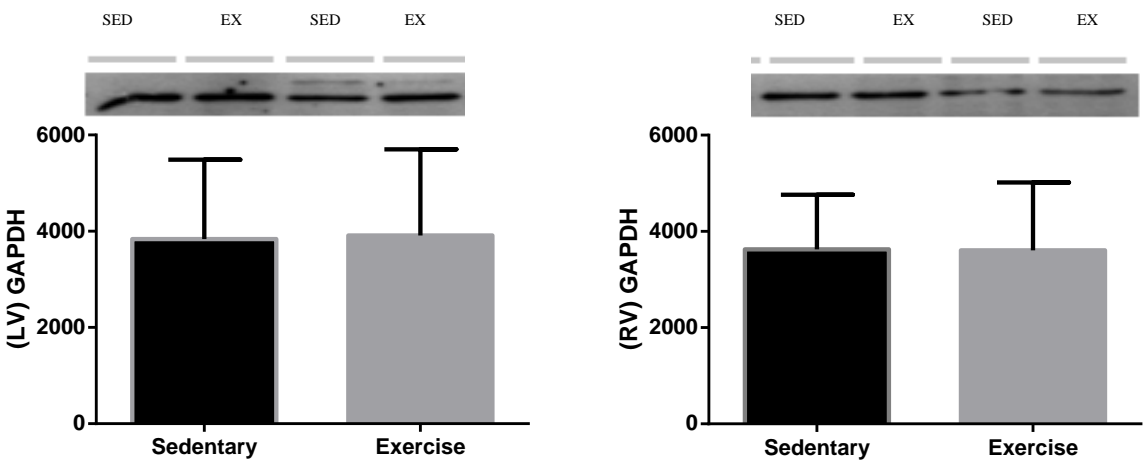 SED EX SED EX
6000
4000
2000
0
(LV) GAPDH
Sedentary Exercise
SED EX SED EX
6000
4000
2000
0
(RV) GAPDH
Sedentary Exercise